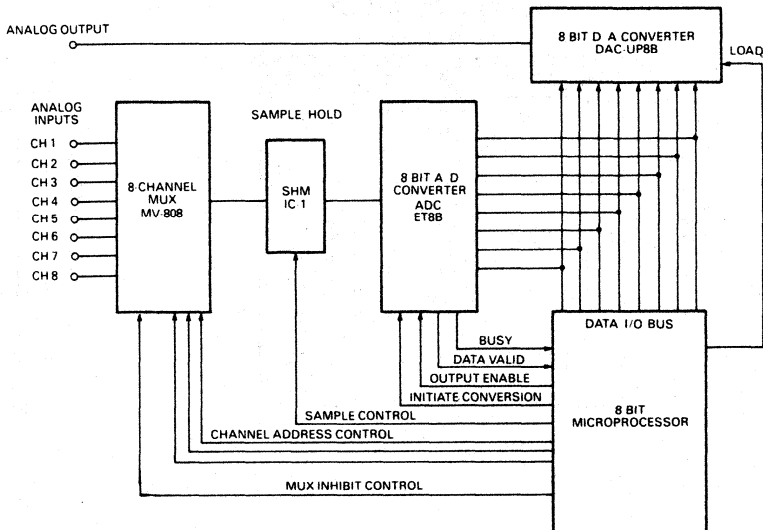 ANALOG OUTPUT
8 BIT D A CONVERTER
DAC-UP8B
LOAD
ANALOG
INPUTS
CH 1
CH 2
CH 3
CH 4
CH 5
CH 6
CH 7
CH 8
8-CHANNEL
MUX
MV-808
SAMPLE HOLD
SHM
IC 1
8 BIT A D
CONVERTER
ADC
ET8B
DATA I/O BUS
8 BIT
MICROPROCESSOR
BUSY
DATA VALID
OUTPUT ENABLE
INITIATE CONVERSION
SAMPLE CONTROL
CHANNEL ADDRESS CONTROL
MUX INHIBIT CONTROL